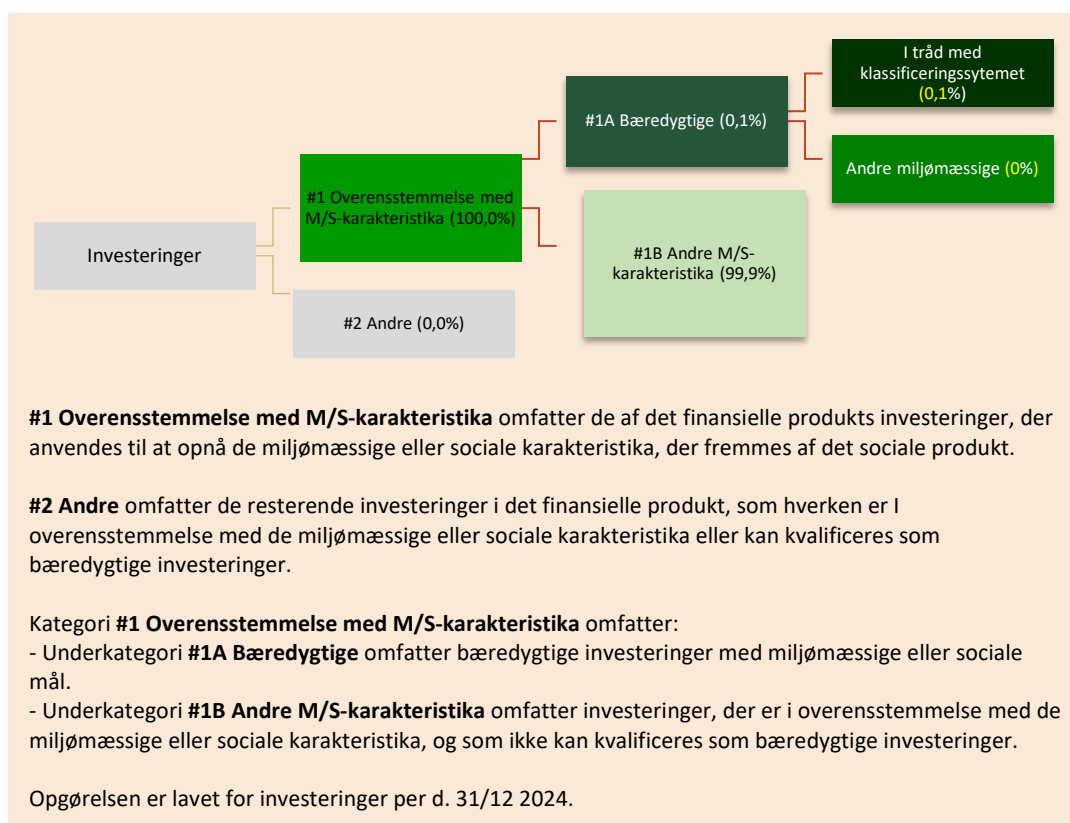 I tråd med
klassificeringssytemet
(0,1%)
#1A Bæredygtige (0,1%)
Andre miljømæssige (0%)
#1 Overensstemmelse med
M/S-karakteristika (100,0%)
#1B Andre M/S-
karakteristika (99,9%)
Investeringer
#2 Andre (0,0%)
#1 Overensstemmelse med M/S-karakteristika omfatter de af det finansielle produkts investeringer, der
anvendes til at opnå de miljømæssige eller sociale karakteristika, der fremmes af det sociale produkt.
#2 Andre omfatter de resterende investeringer i det finansielle produkt, som hverken er I
overensstemmelse med de miljømæssige eller sociale karakteristika eller kan kvalificeres som
bæredygtige investeringer.
Kategori #1 Overensstemmelse med M/S-karakteristika omfatter:
- Underkategori #1A Bæredygtige omfatter bæredygtige investeringer med miljømæssige eller sociale
mål.
- Underkategori #1B Andre M/S-karakteristika omfatter investeringer, der er i overensstemmelse med de
miljømæssige eller sociale karakteristika, og som ikke kan kvalificeres som bæredygtige investeringer.
Opgørelsen er lavet for investeringer per d. 31/12 2024.